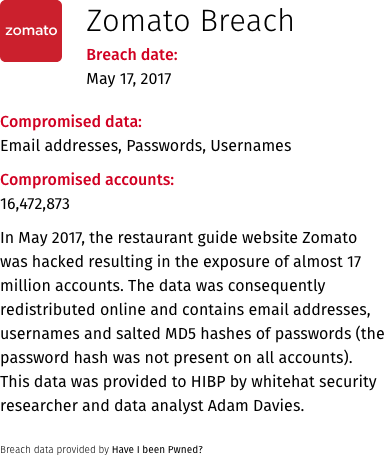 zomato
Zomato Breach
Breach date:
May 17, 2017
Compromised data:
Email addresses, Passwords, Usernames
Compromised accounts:
16,472,873
In May 2017, the restaurant guide website Zomato
was hacked resulting in the exposure of almost 17
million accounts. The data was consequently
redistributed online and contains email addresses,
usernames and salted MD5 hashes of passwords (the
password hash was not present on all accounts).
This data was provided to HIBP by whitehat security
researcher and data analyst Adam Davies.
Breach data provided by Have I been Pwned?